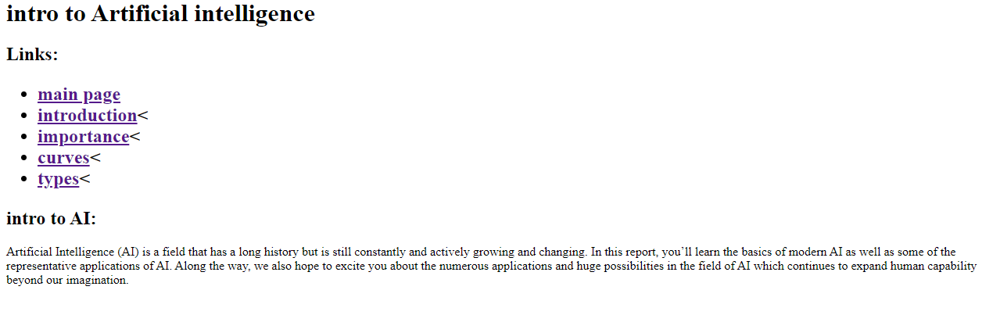 intro to Artificial intelligence
Links:
main page
introduction<
importance<
curves<
types<
intro to AI:
Artificial Intelligence (AI) is a field that has a long history but is still constantly and actively growing and changing. In this report, you’ll learn the basics of modern AI as well as some of the
representative applications of AI. Along the way, we also hope to excite you about the numerous applications and huge possibilities in the field of AI which continues to expand human capability
beyond our imagination.